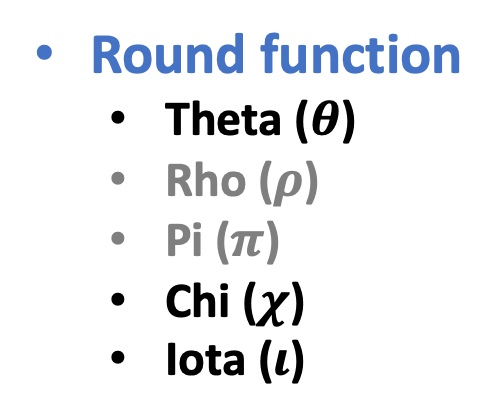 • Round function
• Theta (θ)
• Rho (ρ)
• Pi (π)
• Chi (χ)
• Iota (ι)